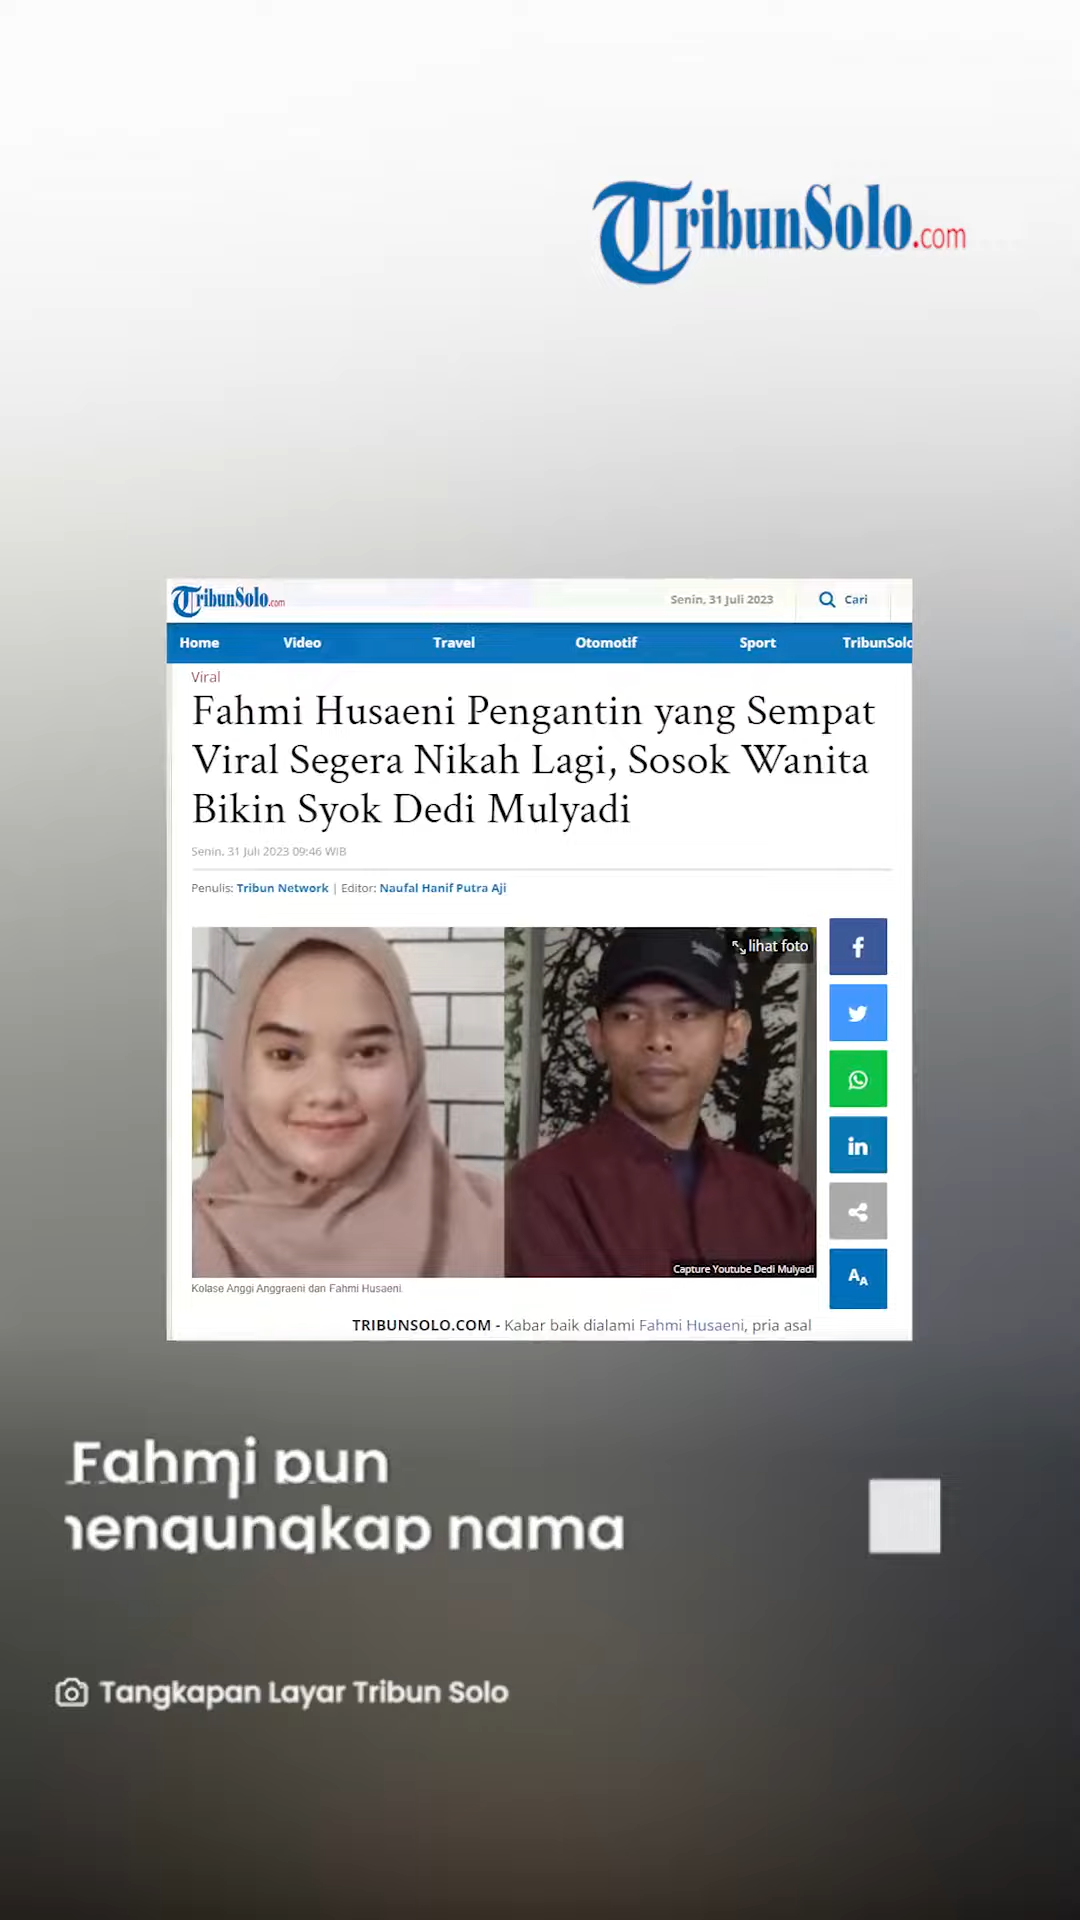 TribunSolo.com
TribunSolo.com
Senin, 31 Juli 2023
Cari
Home Video Travel Otomotif Sport TribunSolo
Viral
Fahmi Husaeni Pengantin yang Sempat
Viral Segera Nikah Lagi, Sosok Wanita
Bikin Syok Dedi Mulyadi
Senin, 31 Juli 2023 09:46 WIB
Penulis: Tribun Network | Editor: Naufal Hanif Putra Aji
lihat foto
Capture Youtube Dedi Mulyadi
AA
Kolase Anggi Anggraeni dan Fahmi Husaeni.
TRIBUNSOLO.COM - Kabar baik dialami Fahmi Husaeni, pria asal
Fahmi pun
mengungkap nama
Tangkapan Layar Tribun Solo